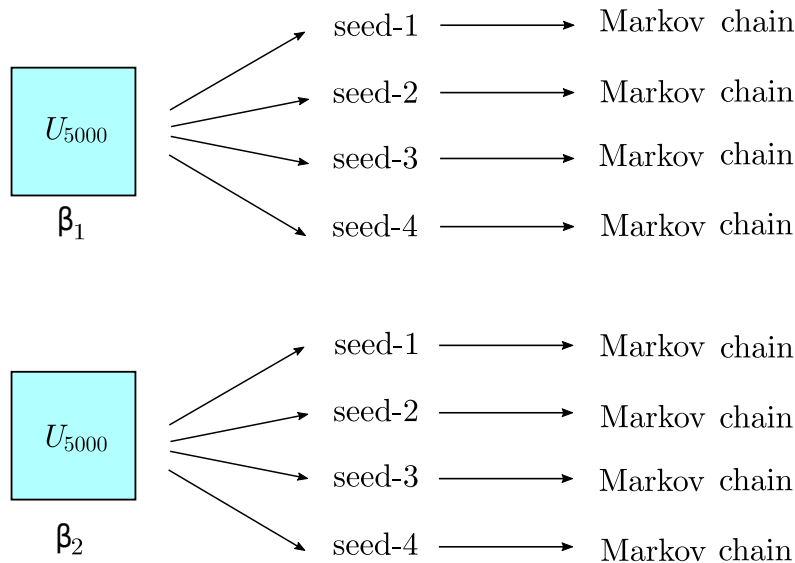 seed-1 Markov chain
seed-2 Markov chain
U5000
seed-3 Markov chain
β1
seed-4 Markov chain
seed-1 Markov chain
seed-2 Markov chain
U5000
seed-3 Markov chain
β2
seed-4 Markov chain